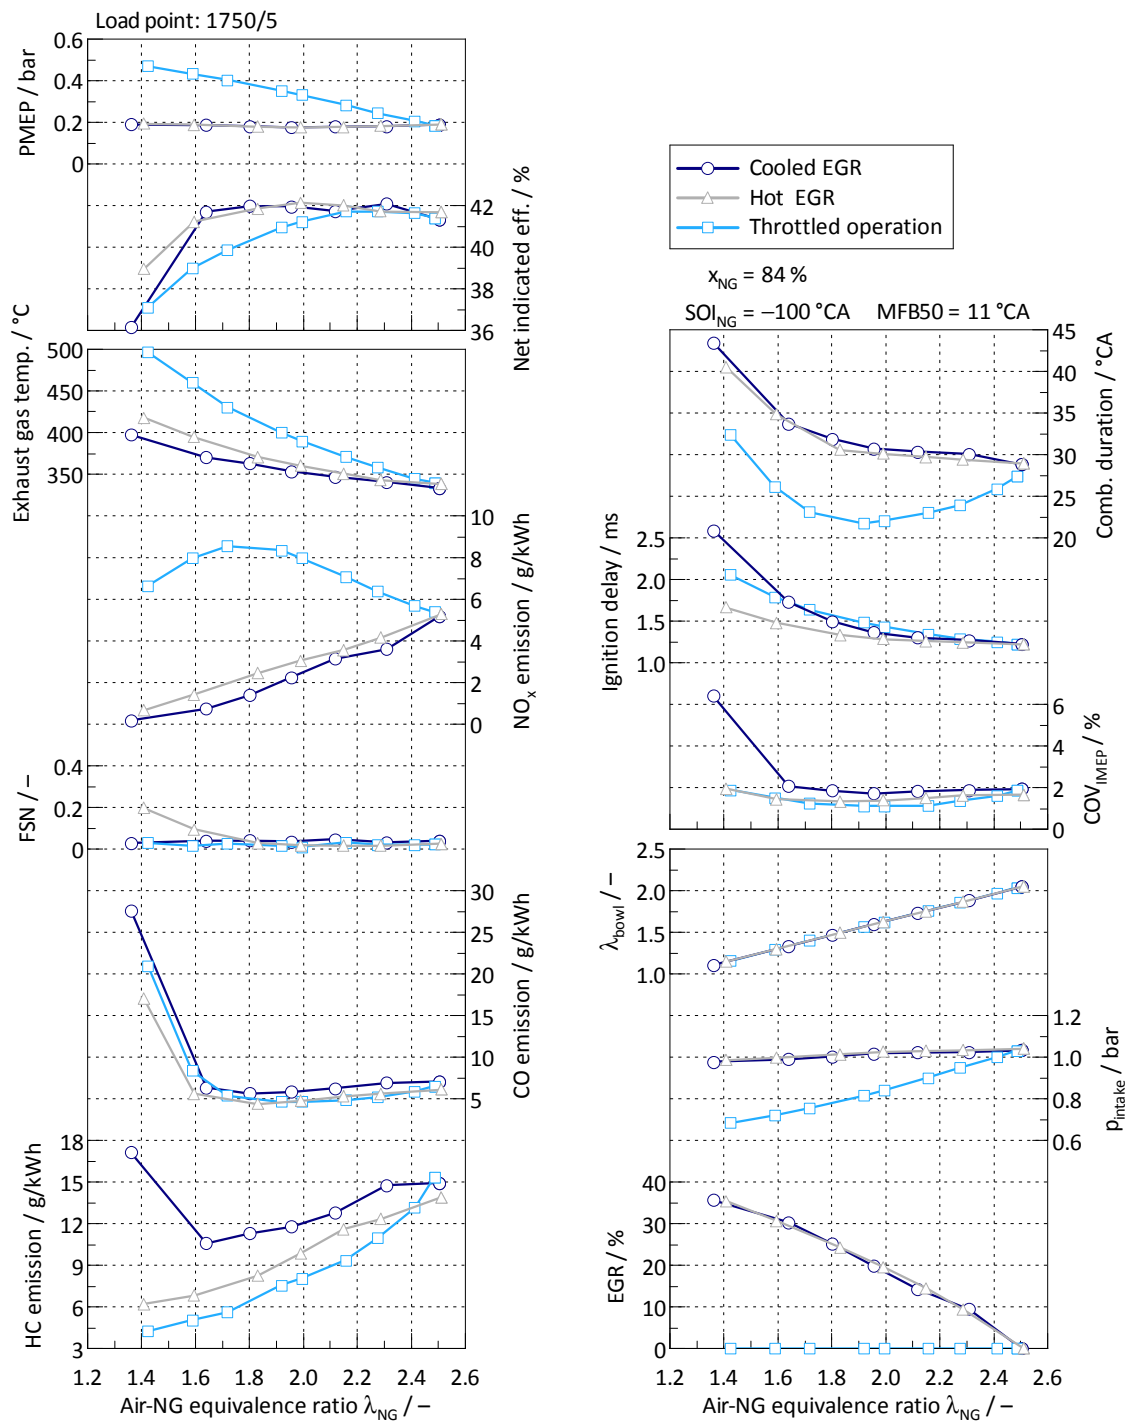 Load point: 1750/5
PMEP / bar
0.6
0.4
0.2
0
Net indicated eff. / %
42
40
38
36
Exhaust gas temp. / °C
500
450
400
350
NOx emission / g/kWh
10
8
6
4
2
0
FSN / –
0.4
0.2
0
CO emission / g/kWh
30
25
20
15
10
5
HC emission / g/kWh
18
15
12
9
6
3
1.2 1.4 1.6 1.8 2.0 2.2 2.4 2.6
Air-NG equivalence ratio λNG / –
Cooled EGR
Hot EGR
Throttled operation
xNG = 84 %
SOING = –100 °CA MFB50 = 11 °CA
Comb. duration / °CA
45
40
35
30
25
20
Ignition delay / ms
2.5
2.0
1.5
1.0
COVIMEP / %
6
4
2
0
λbowl / –
2.5
2.0
1.5
1.0
pintake / bar
1.2
1.0
0.8
0.6
EGR / %
40
30
20
10
0
1.2 1.4 1.6 1.8 2.0 2.2 2.4 2.6
Air-NG equivalence ratio λNG / –